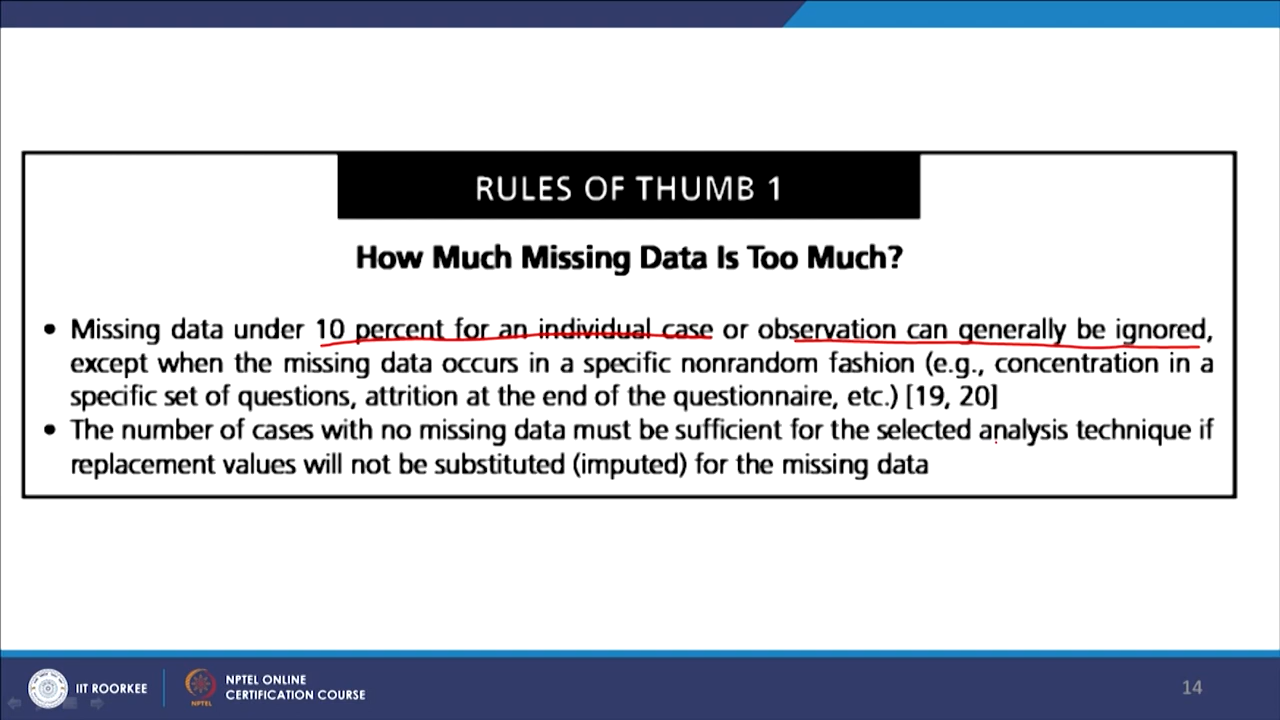 RULES OF THUMB 1
How Much Missing Data Is Too Much?
• Missing data under 10 percent for an individual case or observation can generally be ignored,
except when the missing data occurs in a specific nonrandom fashion (e.g., concentration in a
specific set of questions, attrition at the end of the questionnaire, etc.) [19, 20]
• The number of cases with no missing data must be sufficient for the selected analysis technique if
replacement values will not be substituted (imputed) for the missing data
IIT ROORKEE
NPTEL
NPTEL ONLINE
CERTIFICATION COURSE
14